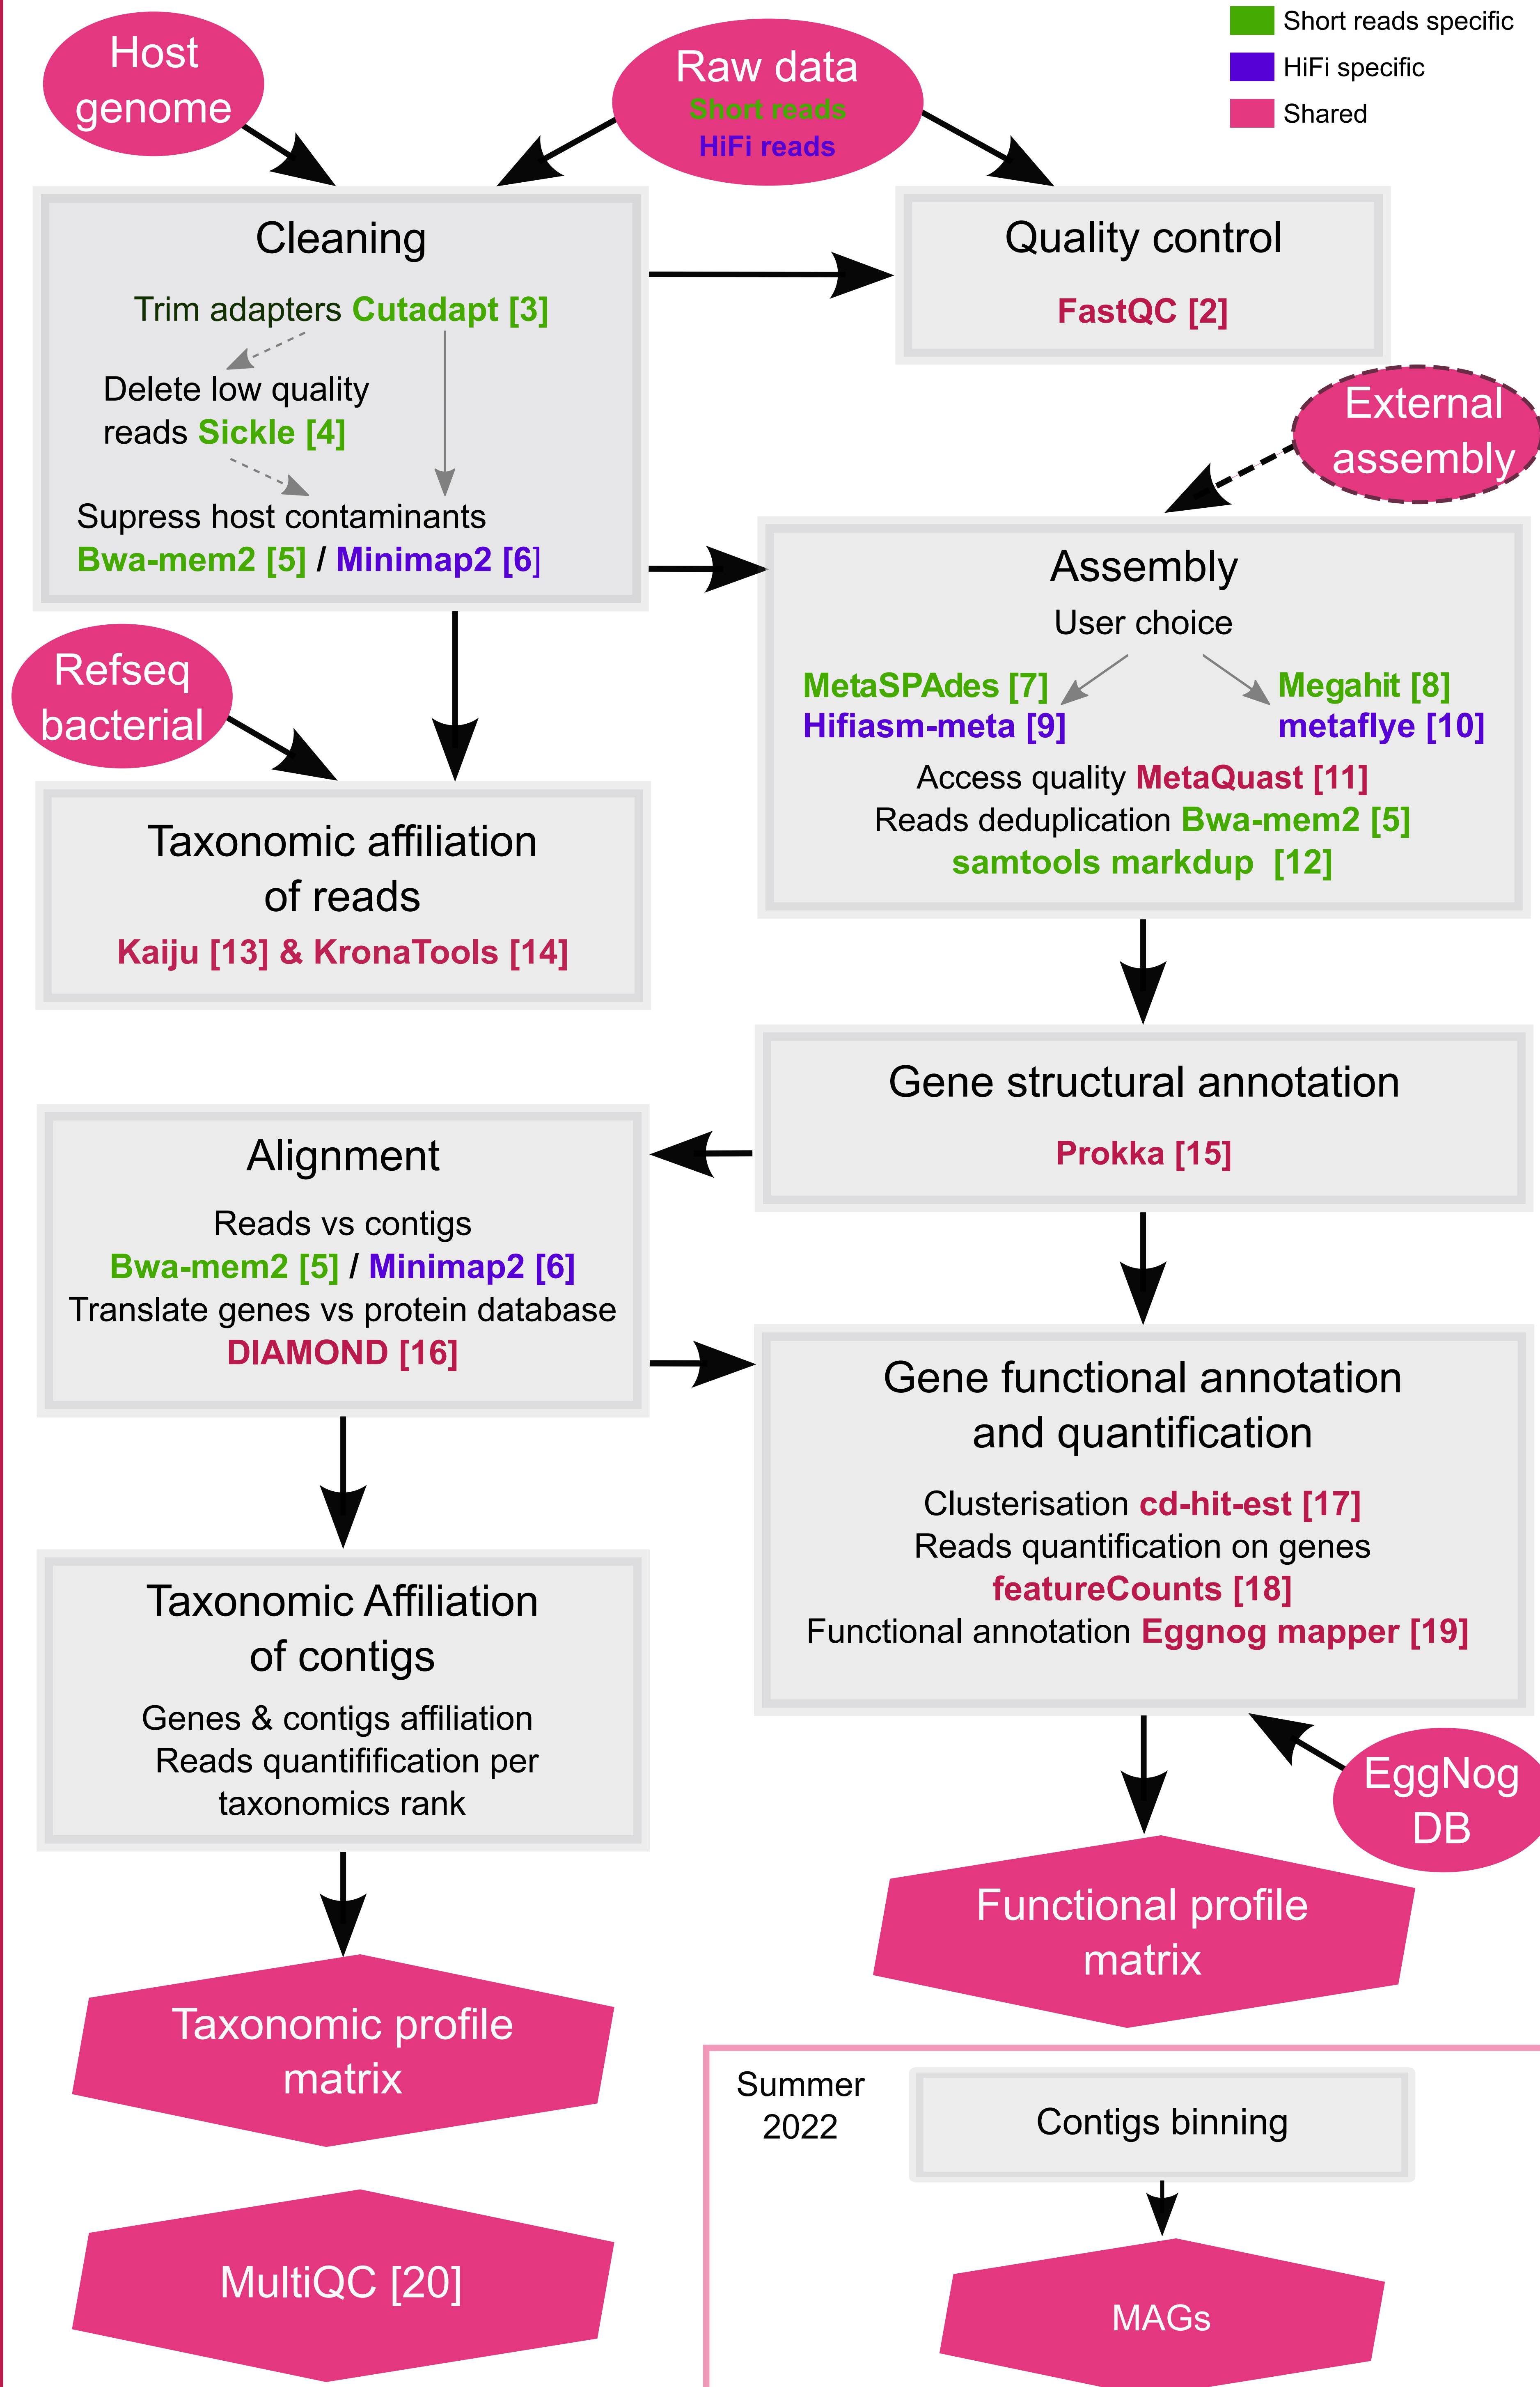 Host
genome
Raw data
Short reads
HiFi reads
Short reads specific
HiFi specific
Shared
Cleaning
Trim adapters Cutadapt [3]
Delete low quality
reads Sickle [4]
Supress host contaminants
Bwa-mem2 [5] / Minimap2 [6]
Quality control
FastQC [2]
External
assembly
Assembly
User choice
MetaSPAdes [7]
Hifiasm-meta [9]
Megahit [8]
metaflye [10]
Access quality MetaQuast [11]
Reads deduplication Bwa-mem2 [5]
samtools markdup [12]
Refseq
bacterial
Taxonomic affiliation
of reads
Kaiju [13] & KronaTools [14]
Gene structural annotation
Prokka [15]
Alignment
Reads vs contigs
Bwa-mem2 [5] / Minimap2 [6]
Translate genes vs protein database
DIAMOND [16]
Gene functional annotation
and quantification
Clusterisation cd-hit-est [17]
Reads quantification on genes
featureCounts [18]
Functional annotation Eggnog mapper [19]
Taxonomic Affiliation
of contigs
Genes & contigs affiliation
Reads quantifification per
taxonomics rank
EggNog
DB
Functional profile
matrix
Taxonomic profile
matrix
Summer
2022
Contigs binning
MultiQC [20]
MAGs